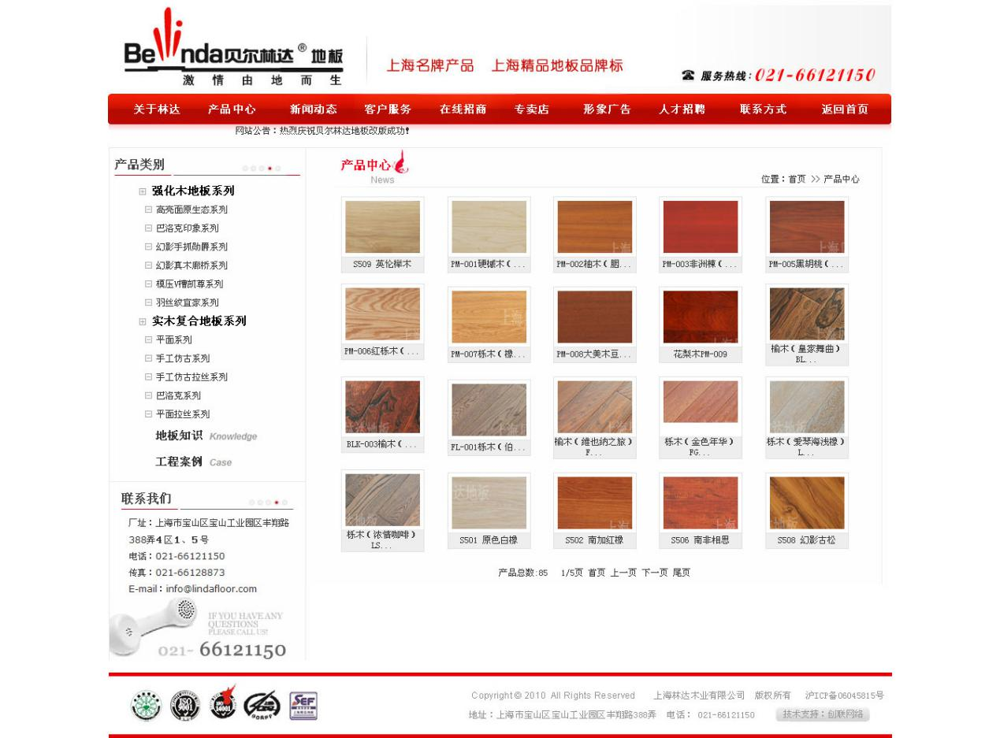 Bellinda贝尔林达®地板
激情由地而生
上海名牌产品 上海精品地板品牌标
服务热线:021-66121150
关于林达 产品中心 新闻动态 客户服务 在线招商 专卖店 形象广告 人才招聘 联系方式 返回首页
网站公告：热烈庆祝贝尔林达地板改版成功!
产品类别
强化木地板系列
高亮面原生态系列
巴洛克印象系列
幻影手抓勋爵系列
幻影真木廊桥系列
模压V槽凯尊系列
羽丝纹宜家系列
实木复合地板系列
平面系列
手工仿古系列
手工仿古拉丝系列
巴洛克系列
平面拉丝系列
地板知识 Knowledge
工程案例 Case
联系我们
厂址：上海市宝山区宝山工业园区丰翔路
388弄4区1、5号
电话：021-66121150
传真：021-66128873
E-mail：info@lindafloor.com
IF YOU HAVE ANY
QUESTIONS
PLEASE CALL US!
021- 66121150
产品中心
News
位置：首页 >> 产品中心
S509 英伦榉木
PM-001硬槭木(...
PM-002柚木(胭...
PM-003非洲楝(...
PM-005黑胡桃(...
PM-006红栎木(...
PM-007栎木(橡...
PM-008大美木豆...
花梨木PM-009
榆木(皇家舞曲)
BL...
BLK-003榆木(...
FL-001栎木(伯...
榆木(维也纳之旅)
F...
栎木(金色年华)
FG...
栎木(爱琴海浅橡)
L...
栎木(浓情咖啡)
LS...
S501 原色白橡
S502 南加红橡
S506 南非相思
S508 幻影古松
产品总数:85 1/5页 首页 上一页 下一页 尾页
Copyright© 2010 All Rights Reserved 上海林达木业有限公司 版权所有 沪ICP备06045815号
地址：上海市宝山区宝山工业园区丰翔路388弄 电话： 021-66121150 技术支持：创联网络